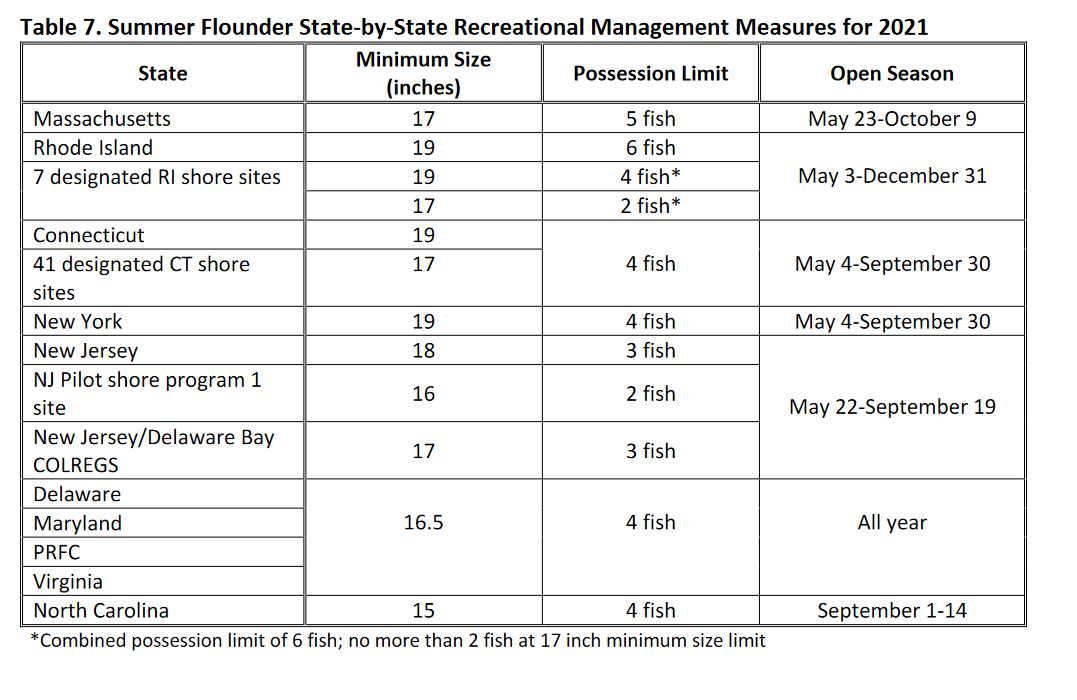 Table 7. Summer Flounder State-by-State Recreational Management Measures for 2021
State
Minimum Size
(inches)
Possession Limit
Open Season
Massachusetts 17 5 fish May 23-October 9
Rhode Island 19 6 fish
May 3-December 31
7 designated RI shore sites 19 4 fish*
17 2 fish*
Connecticut 19
41 designated CT shore
sites
17
4 fish
May 4-September 30
New York 19 4 fish May 4-September 30
New Jersey 18 3 fish
May 22-September 19
NJ Pilot shore program 1
site
16
2 fish
New Jersey/Delaware Bay
COLREGS
17
3 fish
Delaware
Maryland
PRFC
Virginia
16.5
4 fish
All year
North Carolina 15 4 fish September 1-14
*Combined possession limit of 6 fish; no more than 2 fish at 17 inch minimum size limit